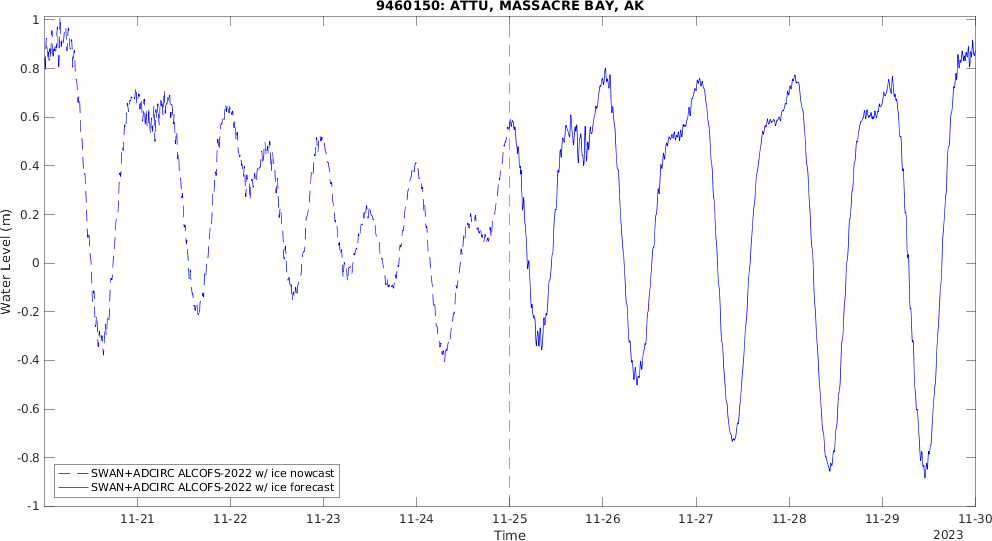 9460150: ATTU, MASSACRE BAY, AK
1
0.8
0.6
0.4
0.2
0
-0.2
-0.4
-0.6
-0.8
-1
Water Level (m)
SWAN+ADCIRC ALCOFS-2022 w/ ice nowcast
SWAN+ADCIRC ALCOFS-2022 w/ ice forecast
11-21 11-22 11-23 11-24 11-25 11-26 11-27 11-28 11-29 11-30
Time
2023